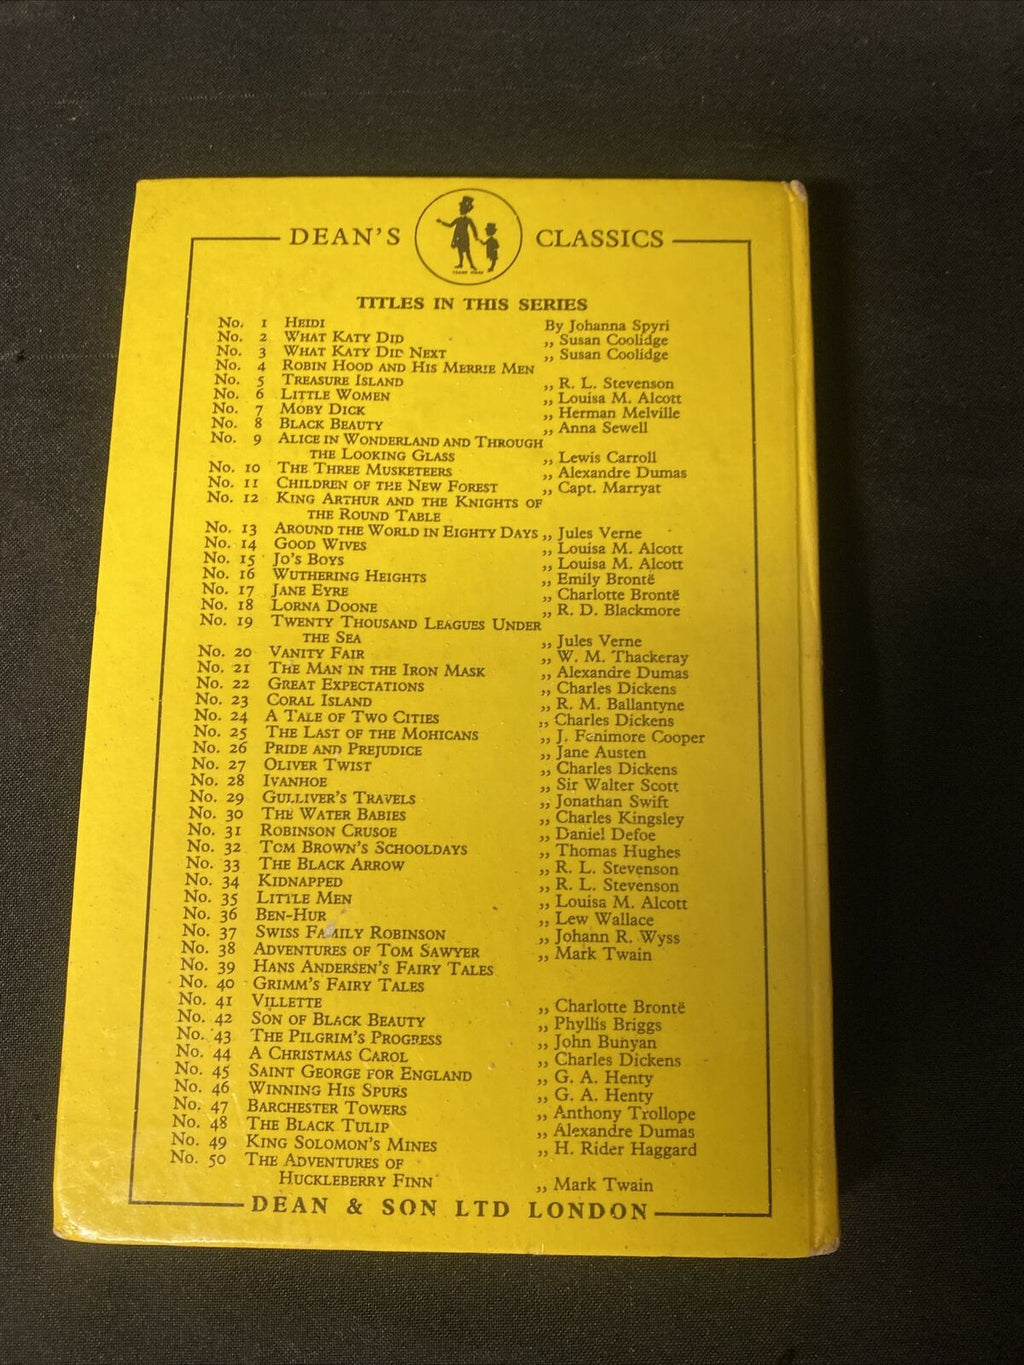 DEAN'S CLASSICS
TRADE MARK
TITLES IN THIS SERIES
No. 1 HEIDI By Johanna Spyri
No. 2 WHAT KATY DID ,, Susan Coolidge
No. 3 WHAT KATY DID NEXT ,, Susan Coolidge
No. 4 ROBIN HOOD AND HIS MERRIE MEN
No. 5 TREASURE ISLAND ,, R. L. Stevenson
No. 6 LITTLE WOMEN ,, Louisa M. Alcott
No. 7 MOBY DICK ,, Herman Melville
No. 8 BLACK BEAUTY ,, Anna Sewell
No. 9 ALICE IN WONDERLAND AND THROUGH
THE LOOKING GLASS ,, Lewis Carroll
No. 10 THE THREE MUSKETEERS ,, Alexandre Dumas
No. 11 CHILDREN OF THE NEW FOREST ,, Capt. Marryat
No. 12 KING ARTHUR AND THE KNIGHTS OF
THE ROUND TABLE
No. 13 AROUND THE WORLD IN EIGHTY DAYS ,, Jules Verne
No. 14 GOOD WIVES ,, Louisa M. Alcott
No. 15 JO'S BOYS ,, Louisa M. Alcott
No. 16 WUTHERING HEIGHTS ,, Emily Brontë
No. 17 JANE EYRE ,, Charlotte Brontë
No. 18 LORNA DOONE ,, R. D. Blackmore
No. 19 TWENTY THOUSAND LEAGUES UNDER
THE SEA ,, Jules Verne
No. 20 VANITY FAIR ,, W. M. Thackeray
No. 21 THE MAN IN THE IRON MASK ,, Alexandre Dumas
No. 22 GREAT EXPECTATIONS ,, Charles Dickens
No. 23 CORAL ISLAND ,, R. M. Ballantyne
No. 24 A TALE OF TWO CITIES ,, Charles Dickens
No. 25 THE LAST OF THE MOHICANS ,, J. Fenimore Cooper
No. 26 PRIDE AND PREJUDICE ,, Jane Austen
No. 27 OLIVER TWIST ,, Charles Dickens
No. 28 IVANHOE ,, Sir Walter Scott
No. 29 GULLIVER'S TRAVELS ,, Jonathan Swift
No. 30 THE WATER BABIES ,, Charles Kingsley
No. 31 ROBINSON CRUSOE ,, Daniel Defoe
No. 32 TOM BROWN'S SCHOOLDAYS ,, Thomas Hughes
No. 33 THE BLACK ARROW ,, R. L. Stevenson
No. 34 KIDNAPPED ,, R. L. Stevenson
No. 35 LITTLE MEN ,, Louisa M. Alcott
No. 36 BEN-HUR ,, Lew Wallace
No. 37 SWISS FAMILY ROBINSON ,, Johann R. Wyss
No. 38 ADVENTURES OF TOM SAWYER ,, Mark Twain
No. 39 HANS ANDERSEN'S FAIRY TALES
No. 40 GRIMM'S FAIRY TALES
No. 41 VILLETTE ,, Charlotte Brontë
No. 42 SON OF BLACK BEAUTY ,, Phyllis Briggs
No. 43 THE PILGRIM'S PROGRESS ,, John Bunyan
No. 44 A CHRISTMAS CAROL ,, Charles Dickens
No. 45 SAINT GEORGE FOR ENGLAND ,, G. A. Henty
No. 46 WINNING HIS SPURS ,, G. A. Henty
No. 47 BARCHESTER TOWERS ,, Anthony Trollope
No. 48 THE BLACK TULIP ,, Alexandre Dumas
No. 49 KING SOLOMON'S MINES ,, H. Rider Haggard
No. 50 THE ADVENTURES OF
HUCKLEBERRY FINN ,, Mark Twain
DEAN & SON LTD LONDON